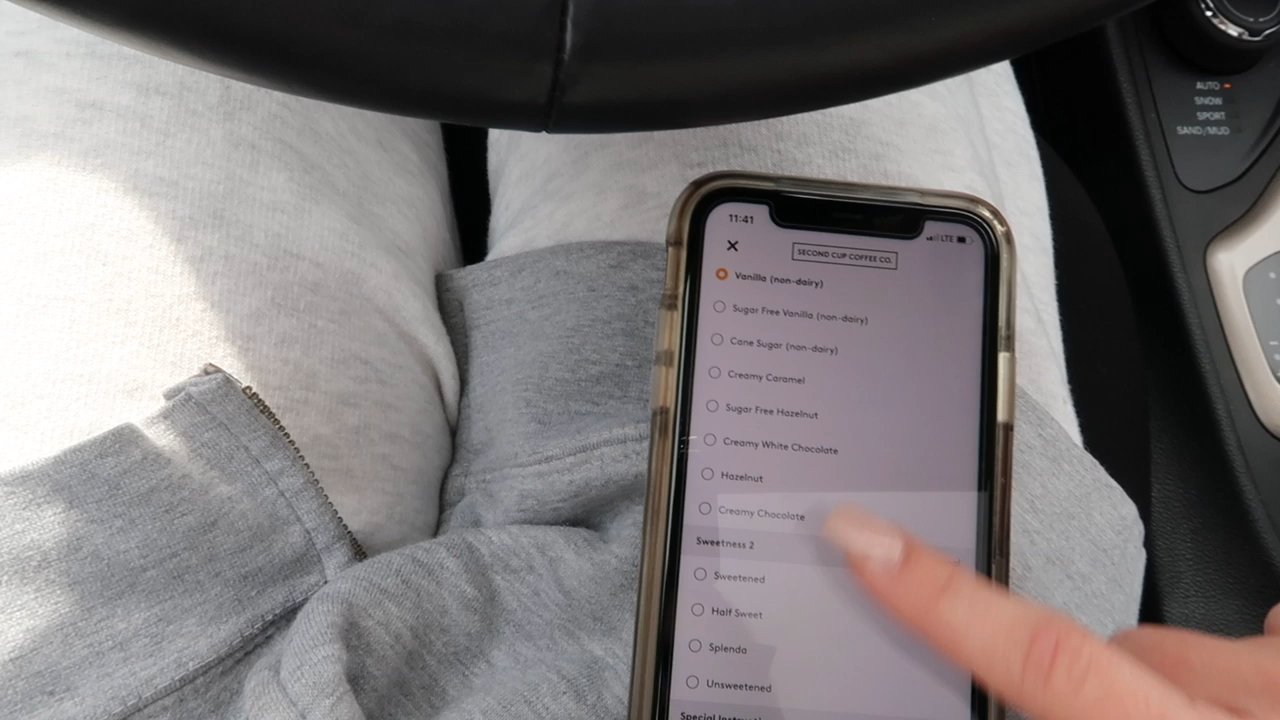 AUTO
SNOW
SPORT
SAND/MUD
11:41
LTE
SECOND CUP COFFEE CO.
Vanilla (non-dairy)
Sugar Free Vanilla (non-dairy)
Cane Sugar (non-dairy)
Creamy Caramel
Sugar Free Hazelnut
Creamy White Chocolate
Hazelnut
Creamy Chocolate
Sweetness 2
Sweetened
Half Sweet
Splenda
Unsweetened
Special